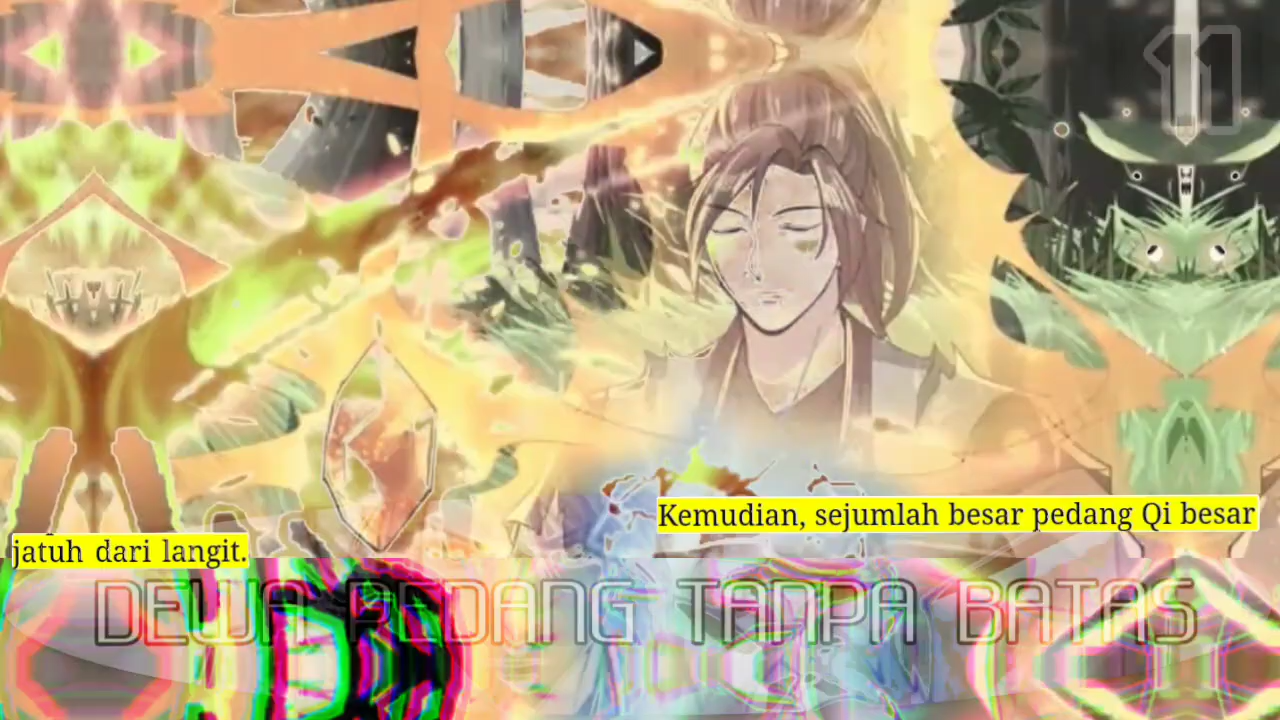 11
Kemudian, sejumlah besar pedang Qi besar
jatuh dari langit.
DEWA PEDANG TANPA BATAS